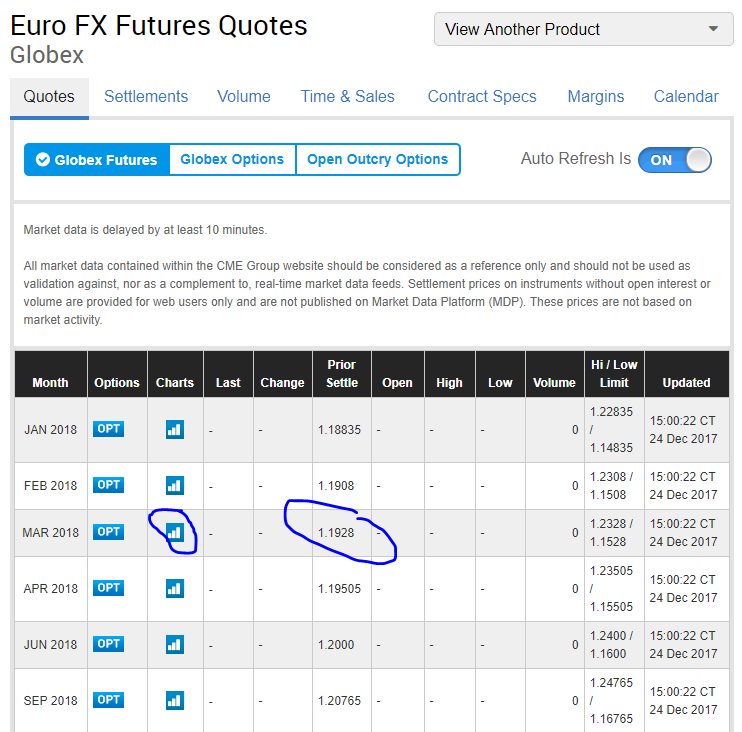 Euro FX Futures Quotes
Globex
View Another Product
Quotes Settlements Volume Time & Sales Contract Specs Margins Calendar
Globex Futures Globex Options Open Outcry Options Auto Refresh Is ON
Market data is delayed by at least 10 minutes.
All market data contained within the CME Group website should be considered as a reference only and should not be used as
validation against, nor as a complement to, real-time market data feeds. Settlement prices on instruments without open interest or
volume are provided for web users only and are not published on Market Data Platform (MDP). These prices are not based on
market activity.
Month Options Charts Last Change Prior Settle Open High Low Volume Hi / Low Limit Updated
JAN 2018 OPT - - 1.18835 - - - 0 1.22835 / 1.14835 15:00:22 CT 24 Dec 2017
FEB 2018 OPT - - 1.1908 - - - 0 1.2308 / 1.1508 15:00:22 CT 24 Dec 2017
MAR 2018 OPT - - 1.1928 - - - 0 1.2328 / 1.1528 15:00:22 CT 24 Dec 2017
APR 2018 OPT - - 1.19505 - - - 0 1.23505 / 1.15505 15:00:22 CT 24 Dec 2017
JUN 2018 OPT - - 1.2000 - - - 0 1.2400 / 1.1600 15:00:22 CT 24 Dec 2017
SEP 2018 OPT - - 1.20765 - - - 0 1.24765 / 1.16765 15:00:22 CT 24 Dec 2017